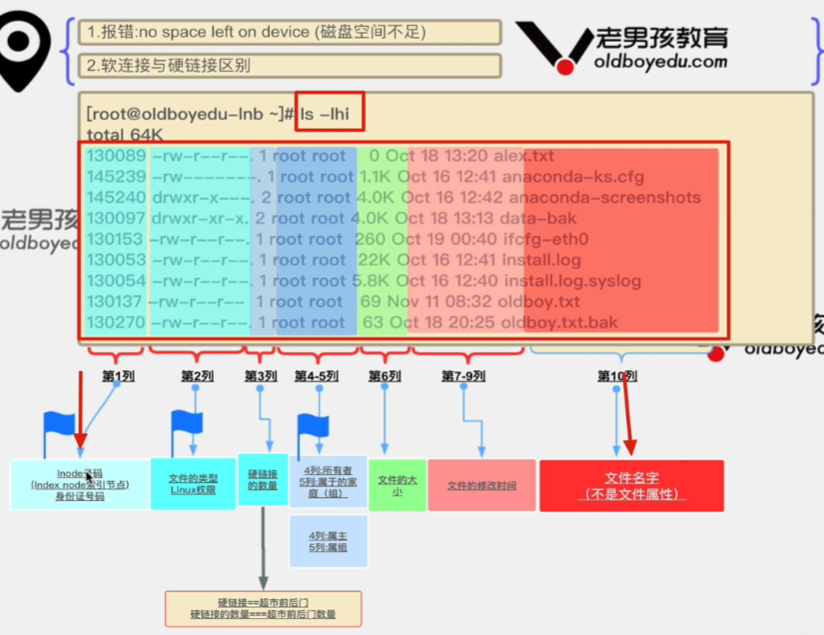 1.报错:no space left on device (磁盘空间不足)
2.软连接与硬链接区别
老男孩教育
oldboyedu.com
[root@oldboyedu-lnb ~]# ls -lhi
total 64K
130089 -rw-r--r--. 1 root root 0 Oct 18 13:20 alex.txt
145239 -rw-------. 1 root root 1.1K Oct 16 12:41 anaconda-ks.cfg
145240 drwxr-x---. 2 root root 4.0K Oct 16 12:42 anaconda-screenshots
130097 drwxr-xr-x. 2 root root 4.0K Oct 18 13:13 data-bak
130153 -rw-r--r--. 1 root root 260 Oct 19 00:40 ifcfg-eth0
130053 -rw-r--r--. 1 root root 22K Oct 16 12:41 install.log
130054 -rw-r--r--. 1 root root 5.8K Oct 16 12:40 install.log.syslog
130137 -rw-r--r-- 1 root root 69 Nov 11 08:32 oldboy.txt
130270 -rw-r--r--. 1 root root 63 Oct 18 20:25 oldboy.txt.bak
老男孩
oldboyed
oldboyed
第1列 第2列 第3列 第4-5列 第6列 第7-9列 第10列
Inode号码
(Index node索引节点)
身份证号码
文件的类型
Linux权限
硬链接
的数量
4列:所有者
5列:属于的家
庭（组）
文件的大
小
文件的修改时间
文件名字
（不是文件属性）
4列:属主
5列:属组
硬链接==超市前后门
硬链接的数量===超市前后门数量